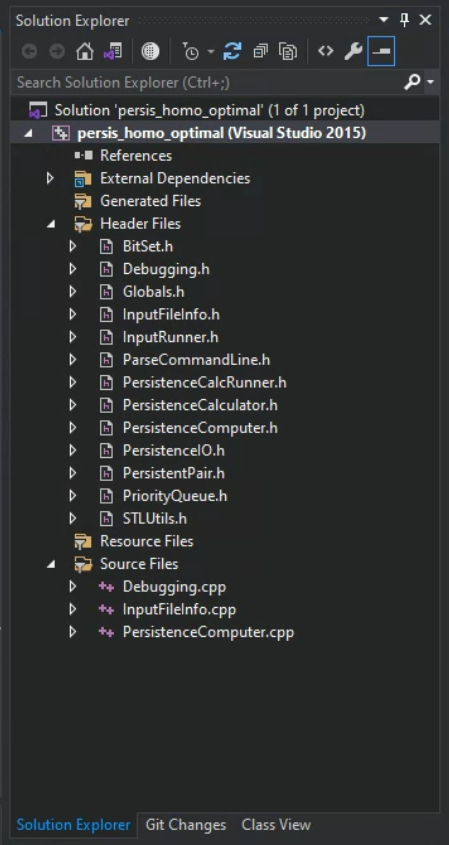 Solution Explorer
Search Solution Explorer (Ctrl+;)
Solution 'persis_homo_optimal' (1 of 1 project)
persis_homo_optimal (Visual Studio 2015)
References
External Dependencies
Generated Files
Header Files
BitSet.h
Debugging.h
Globals.h
InputFileInfo.h
InputRunner.h
ParseCommandLine.h
PersistenceCalcRunner.h
PersistenceCalculator.h
PersistenceComputer.h
PersistenceIO.h
PersistentPair.h
PriorityQueue.h
STLUtils.h
Resource Files
Source Files
Debugging.cpp
InputFileInfo.cpp
PersistenceComputer.cpp
Solution Explorer Git Changes Class View